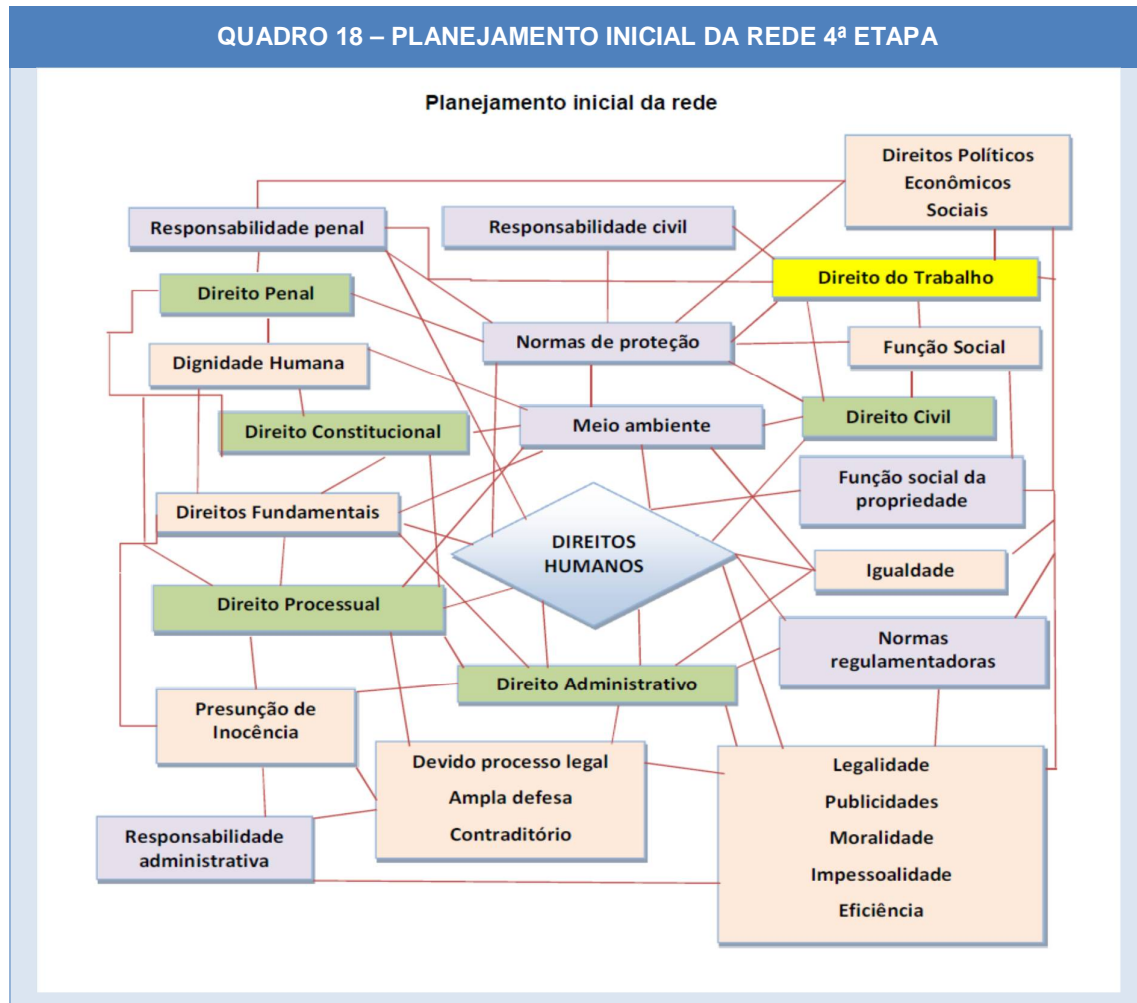 QUADRO 18 – PLANEJAMENTO INICIAL DA REDE 4ª ETAPA
Planejamento inicial da rede
Direitos Políticos
Econômicos
Sociais
Responsabilidade penal
Responsabilidade civil
Direito do Trabalho
Direito Penal
Normas de proteção
Função Social
Dignidade Humana
Direito Constitucional
Meio ambiente
Direito Civil
Função social da
propriedade
Direitos Fundamentais
DIREITOS
HUMANOS
Igualdade
Direito Processual
Normas
regulamentadoras
Direito Administrativo
Presunção de
Inocência
Devido processo legal
Ampla defesa
Contraditório
Legalidade
Publicidades
Moralidade
Impessoalidade
Eficiência
Responsabilidade
administrativa